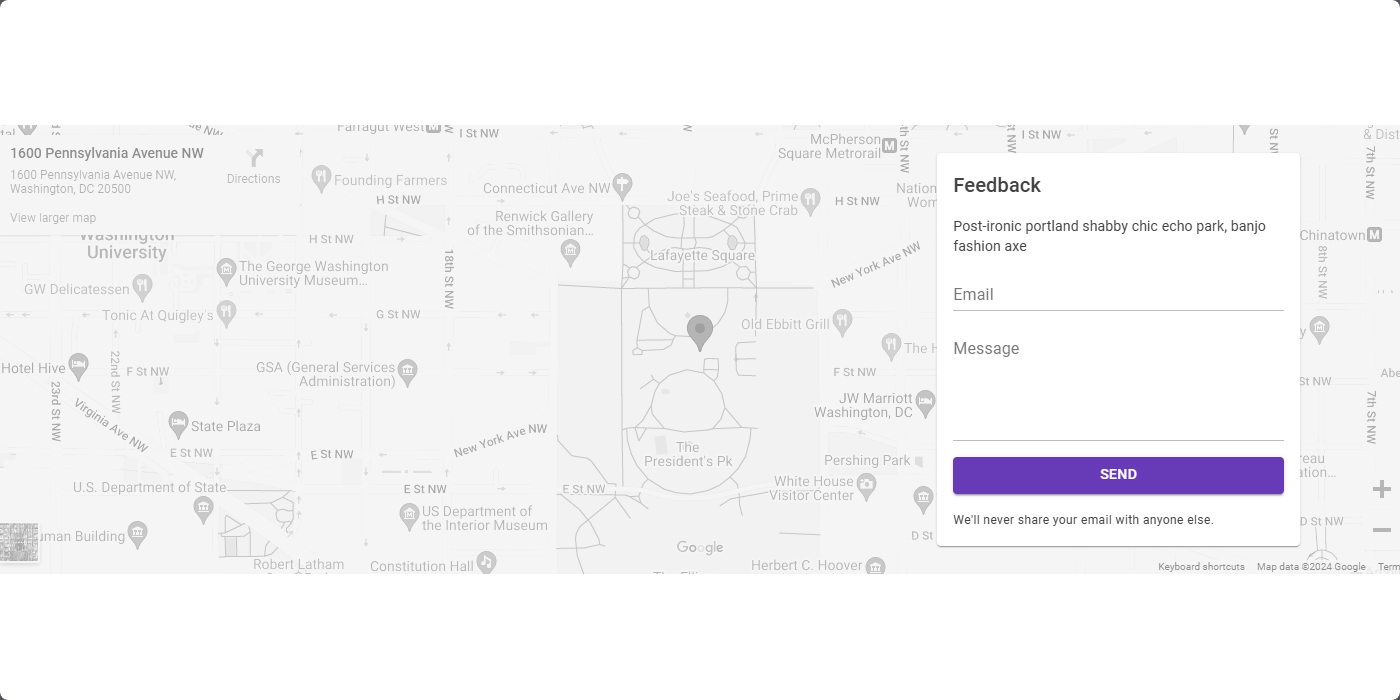 Farragut West
I St NW
I St NW
McPherson
Square Metrorail
1600 Pennsylvania Avenue NW
1600 Pennsylvania Avenue NW,
Washington, DC 20500
Directions
View larger map
Founding Farmers
H St NW
Connecticut Ave NW
Joe's Seafood, Prime
Steak & Stone Crab
H St NW
7th St NW
Renwick Gallery
of the Smithsonian...
H St NW
Washington
University
Lafayette Square
New York Ave NW
Chinatown
8th St NW
The George Washington
University Museum...
18th St NW
GW Delicatessen
Tonic At Quigley's
G St NW
Old Ebbitt Grill
Hotel Hive
22nd St NW
F St NW
GSA (General Services
Administration)
F St NW
23rd St NW
Virginia Ave NW
State Plaza
JW Marriott
Washington, DC
7th St NW
E St NW
E St NW
New York Ave NW
The
President's Pk
Pershing Park
U.S. Department of State
E St NW
E St NW
White House
Visitor Center
US Department of
the Interior Museum
D St NW
Google
Robert Latham
Constitution Hall
Herbert C. Hoover
Feedback
Post-ironic portland shabby chic echo park, banjo
fashion axe
Email
Message
SEND
We'll never share your email with anyone else.
Keyboard shortcuts
Map data ©2024 Google